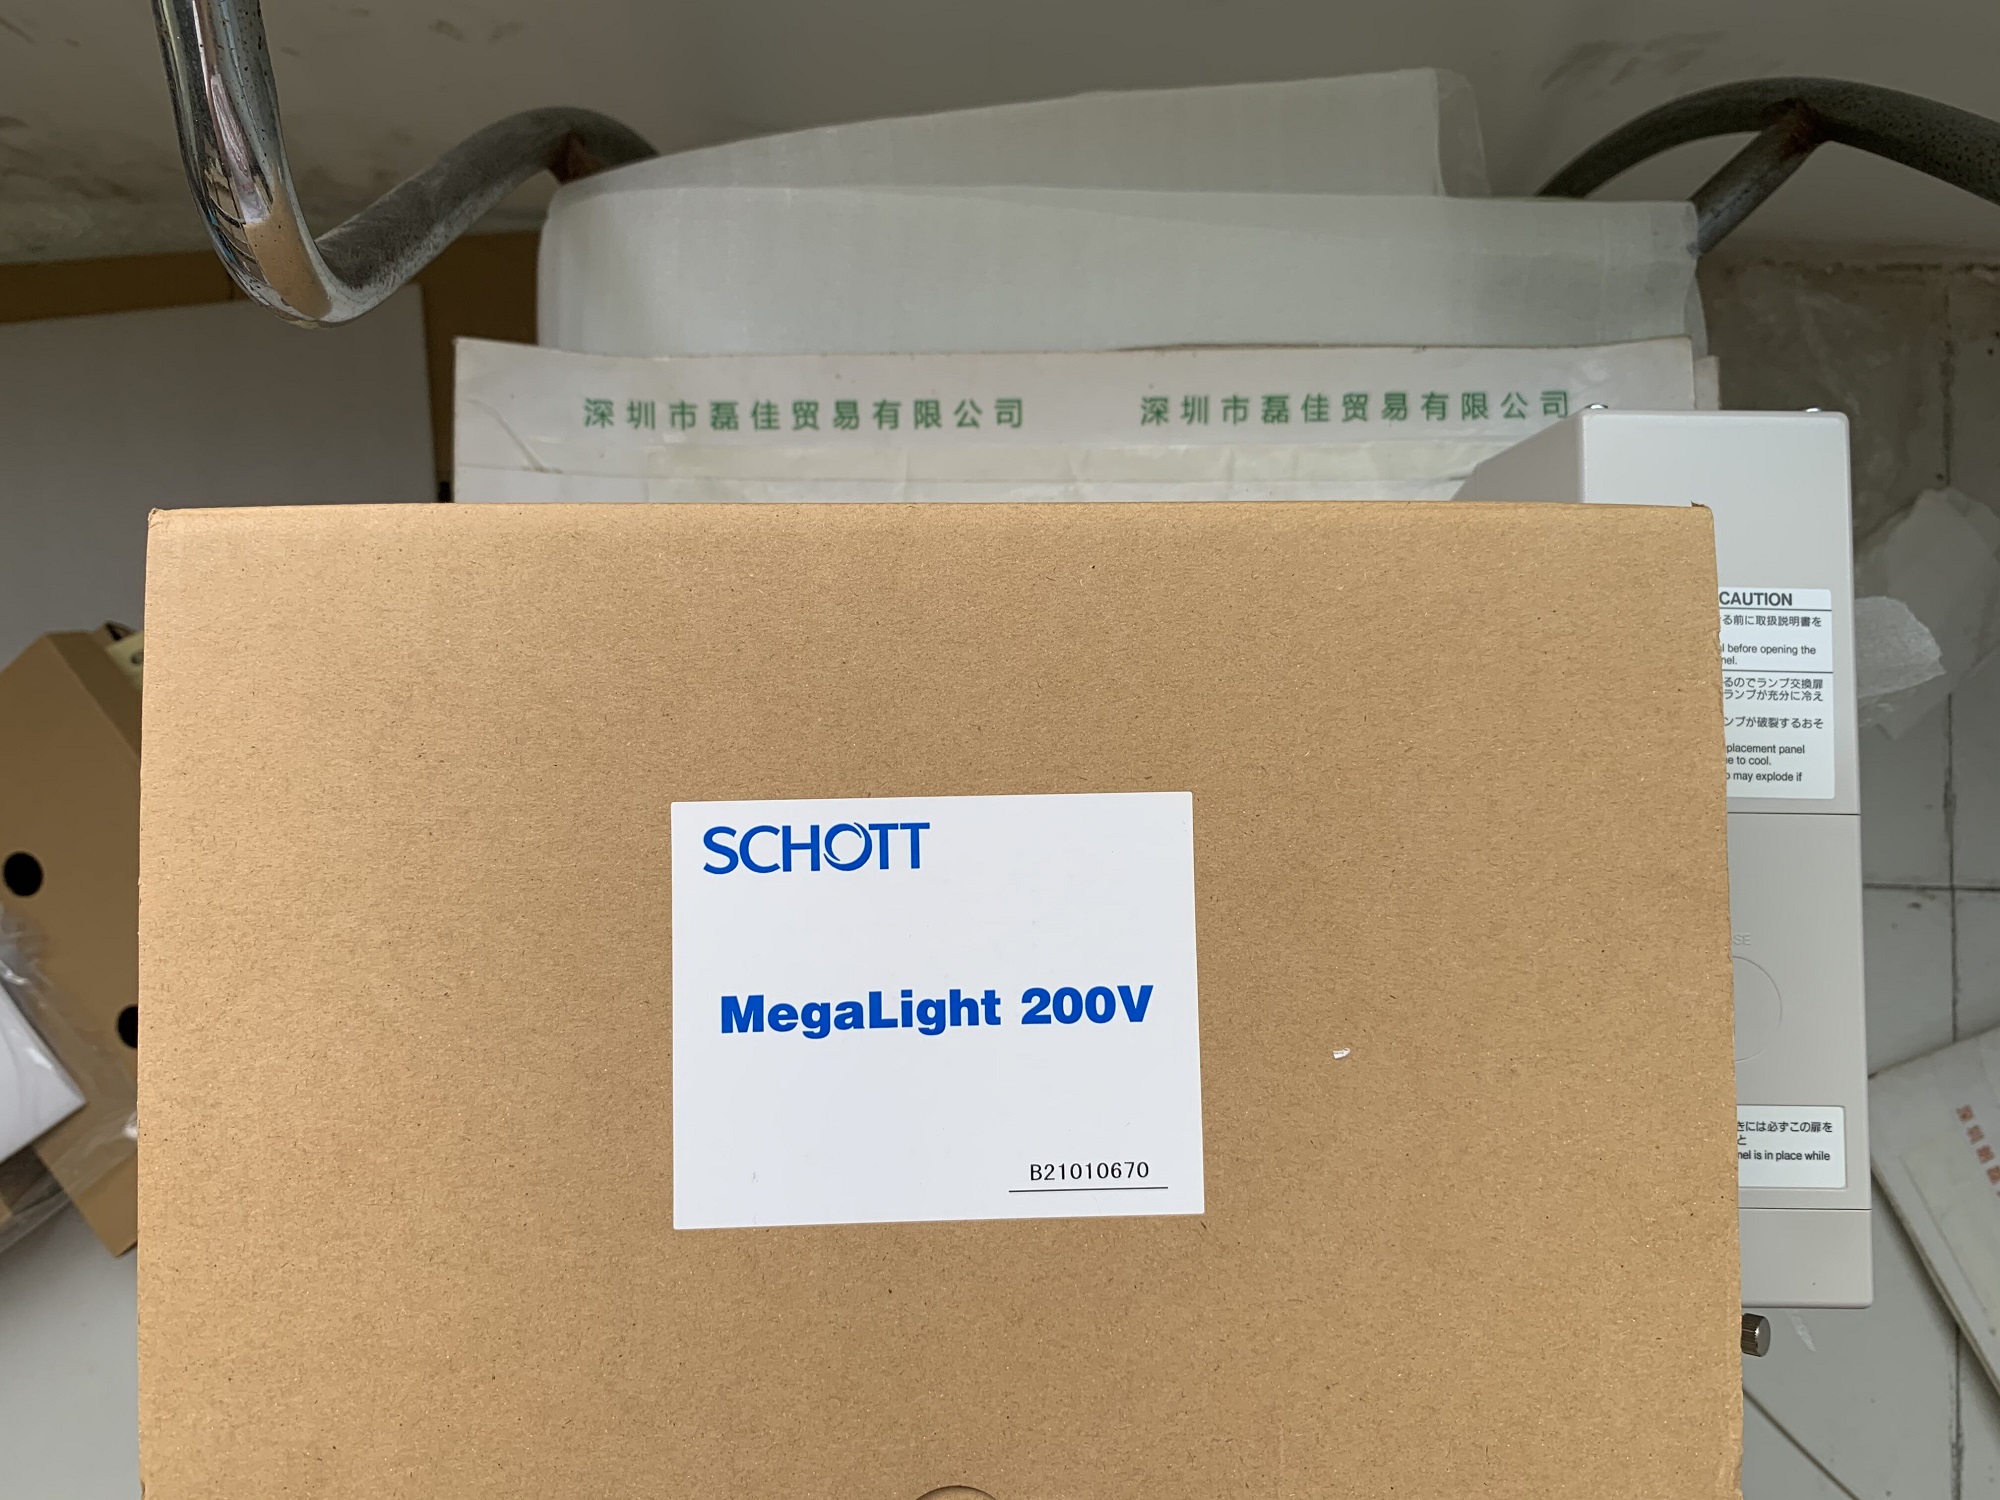 深圳市磊佳贸易有限公司 深圳市磊佳贸易有限公司
SCHOTT
MegaLight 200V
B21010670
CAUTION
る前に取扱説明書を
before opening the
るのでランプ交換扉
ランプが充分に冷え
ンプが破裂するおそ
placement panel
e to cool.
may explode if
SE
きには必ずこの扉を
と
nel is in place while